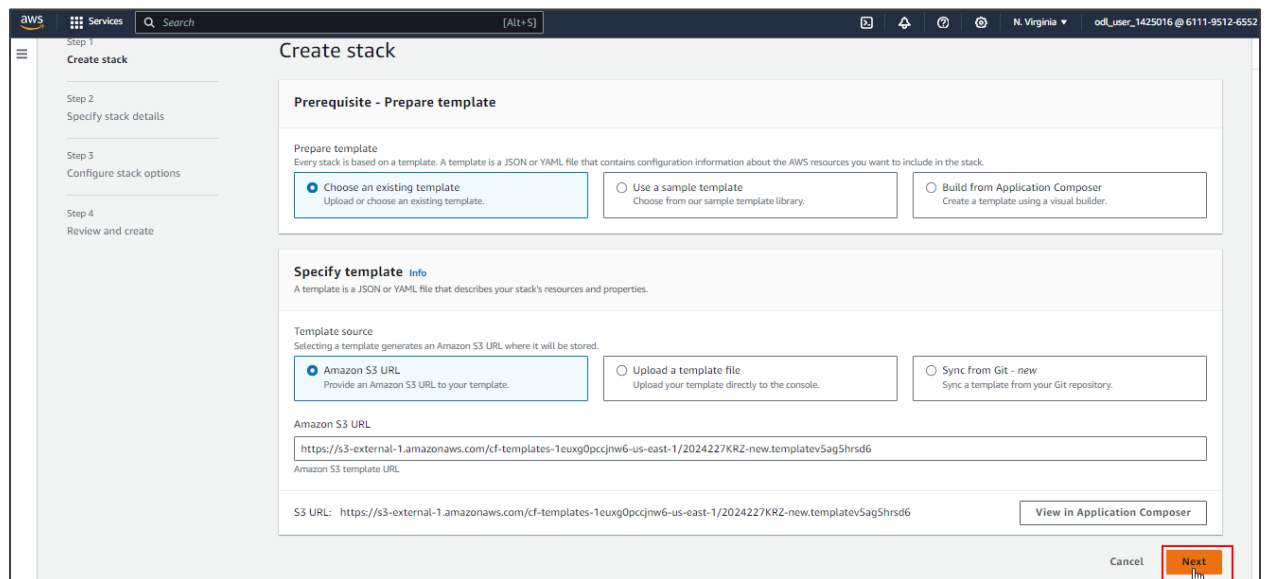 aws
Services
Search
[Alt+S]
N. Virginia
odl_user_1425016 @ 6111-9512-6552
Step 1
Create stack
Step 2
Specify stack details
Step 3
Configure stack options
Step 4
Review and create
Create stack
Prerequisite - Prepare template
Prepare template
Every stack is based on a template. A template is a JSON or YAML file that contains configuration information about the AWS resources you want to include in the stack.
Choose an existing template
Upload or choose an existing template.
Use a sample template
Choose from our sample template library.
Build from Application Composer
Create a template using a visual builder.
Specify template Info
A template is a JSON or YAML file that describes your stack's resources and properties.
Template source
Selecting a template generates an Amazon S3 URL where it will be stored.
Amazon S3 URL
Provide an Amazon S3 URL to your template.
Upload a template file
Upload your template directly to the console.
Sync from Git - new
Sync a template from your Git repository.
Amazon S3 URL
https://s3-external-1.amazonaws.com/cf-templates-1euxg0pccjnw6-us-east-1/2024227KRZ-new.templatev5ag5hrsd6
Amazon S3 template URL
S3 URL: https://s3-external-1.amazonaws.com/cf-templates-1euxg0pccjnw6-us-east-1/2024227KRZ-new.templatev5ag5hrsd6
View in Application Composer
Cancel
Next